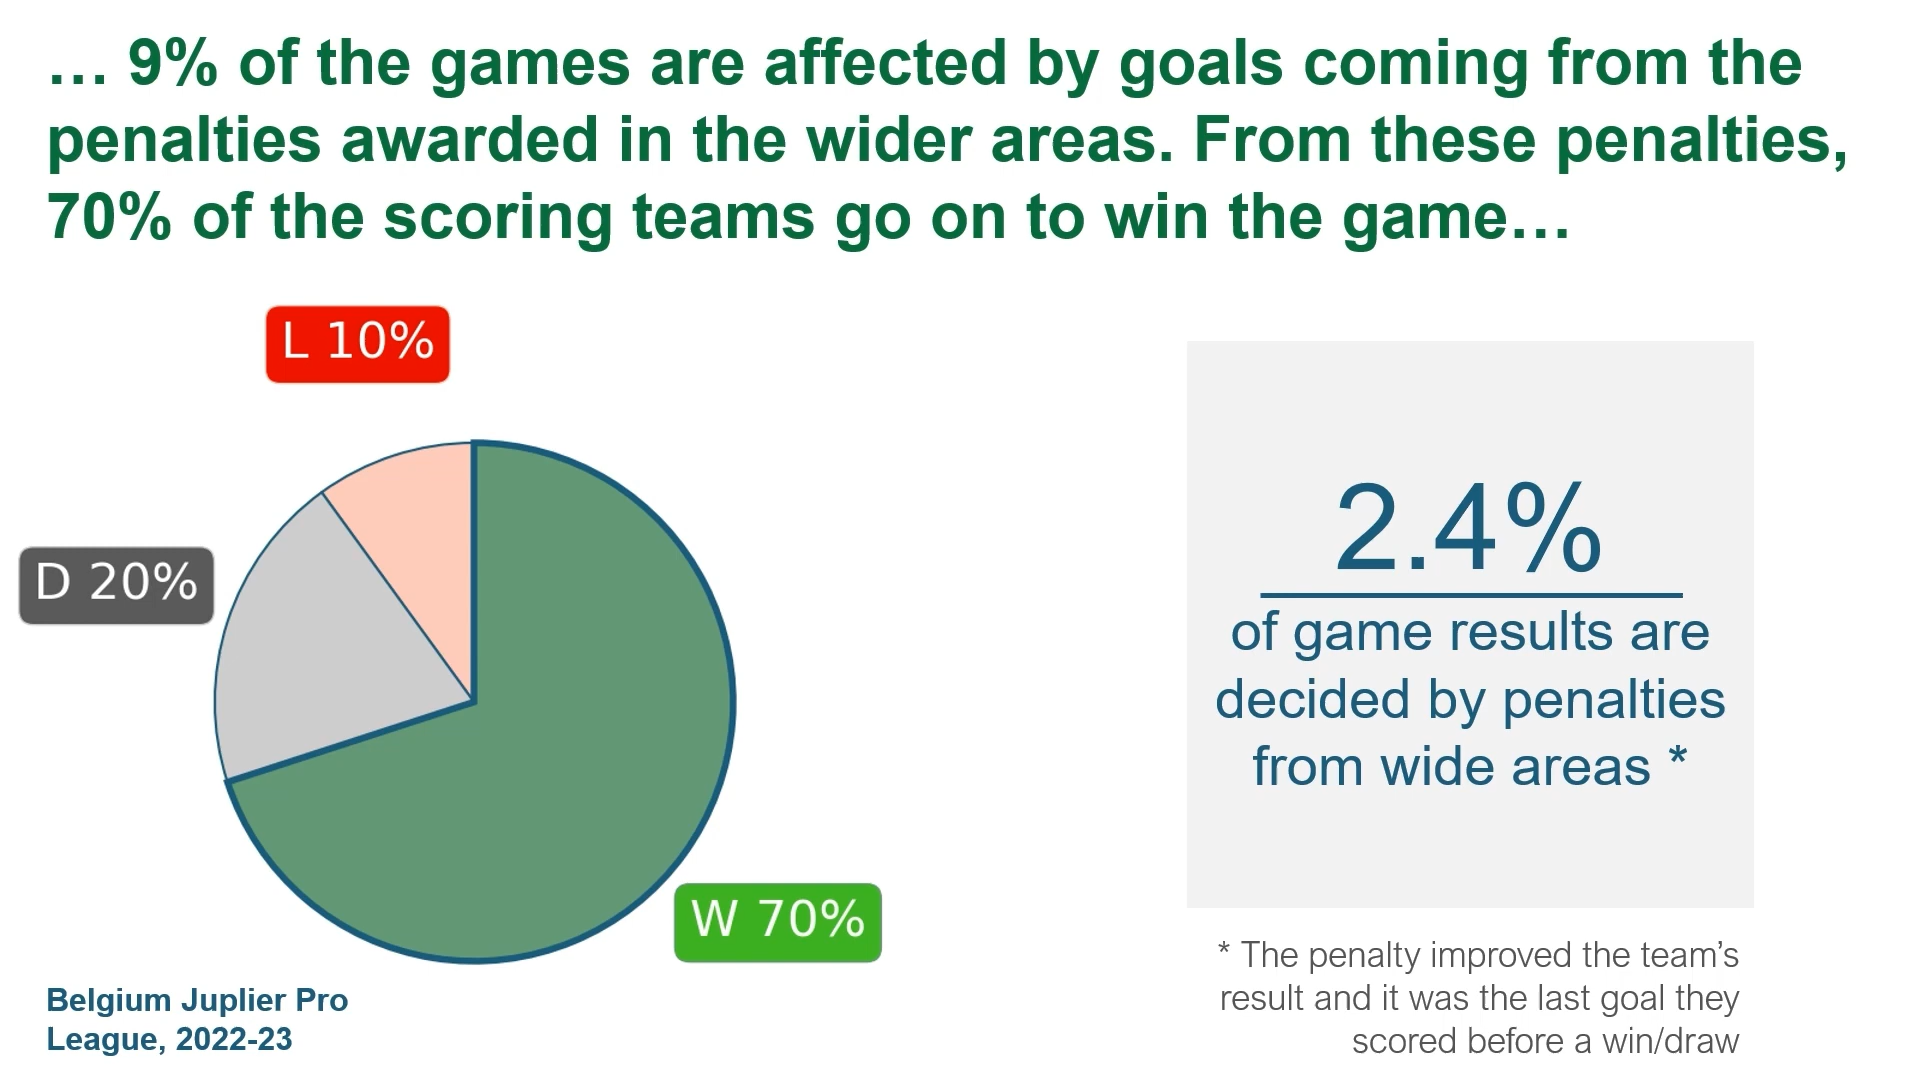 … 9% of the games are affected by goals coming from the
penalties awarded in the wider areas. From these penalties,
70% of the scoring teams go on to win the game…
L 10%
D 20%
W 70%
2.4%
of game results are
decided by penalties
from wide areas *
* The penalty improved the team’s
result and it was the last goal they
scored before a win/draw
Belgium Juplier Pro
League, 2022-23